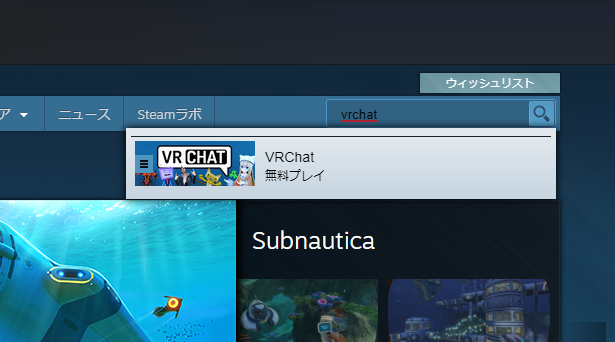 ウィッシュリスト
ア
ニュース
Steamラボ
vrchat
VRCHAT
VRChat
無料プレイ
Subnautica